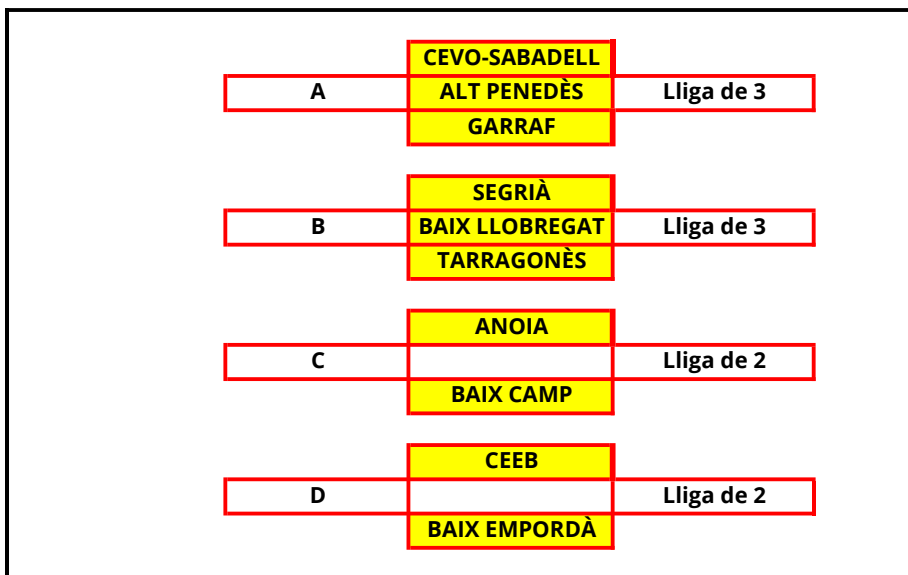 CEVO-SABADELL
A ALT PENEDÈS Lliga de 3
GARRAF
SEGRIÀ
B BAIX LLOBREGAT Lliga de 3
TARRAGONÈS
ANOIA
C Lliga de 2
BAIX CAMP
CEEB
D Lliga de 2
BAIX EMPORDÀ